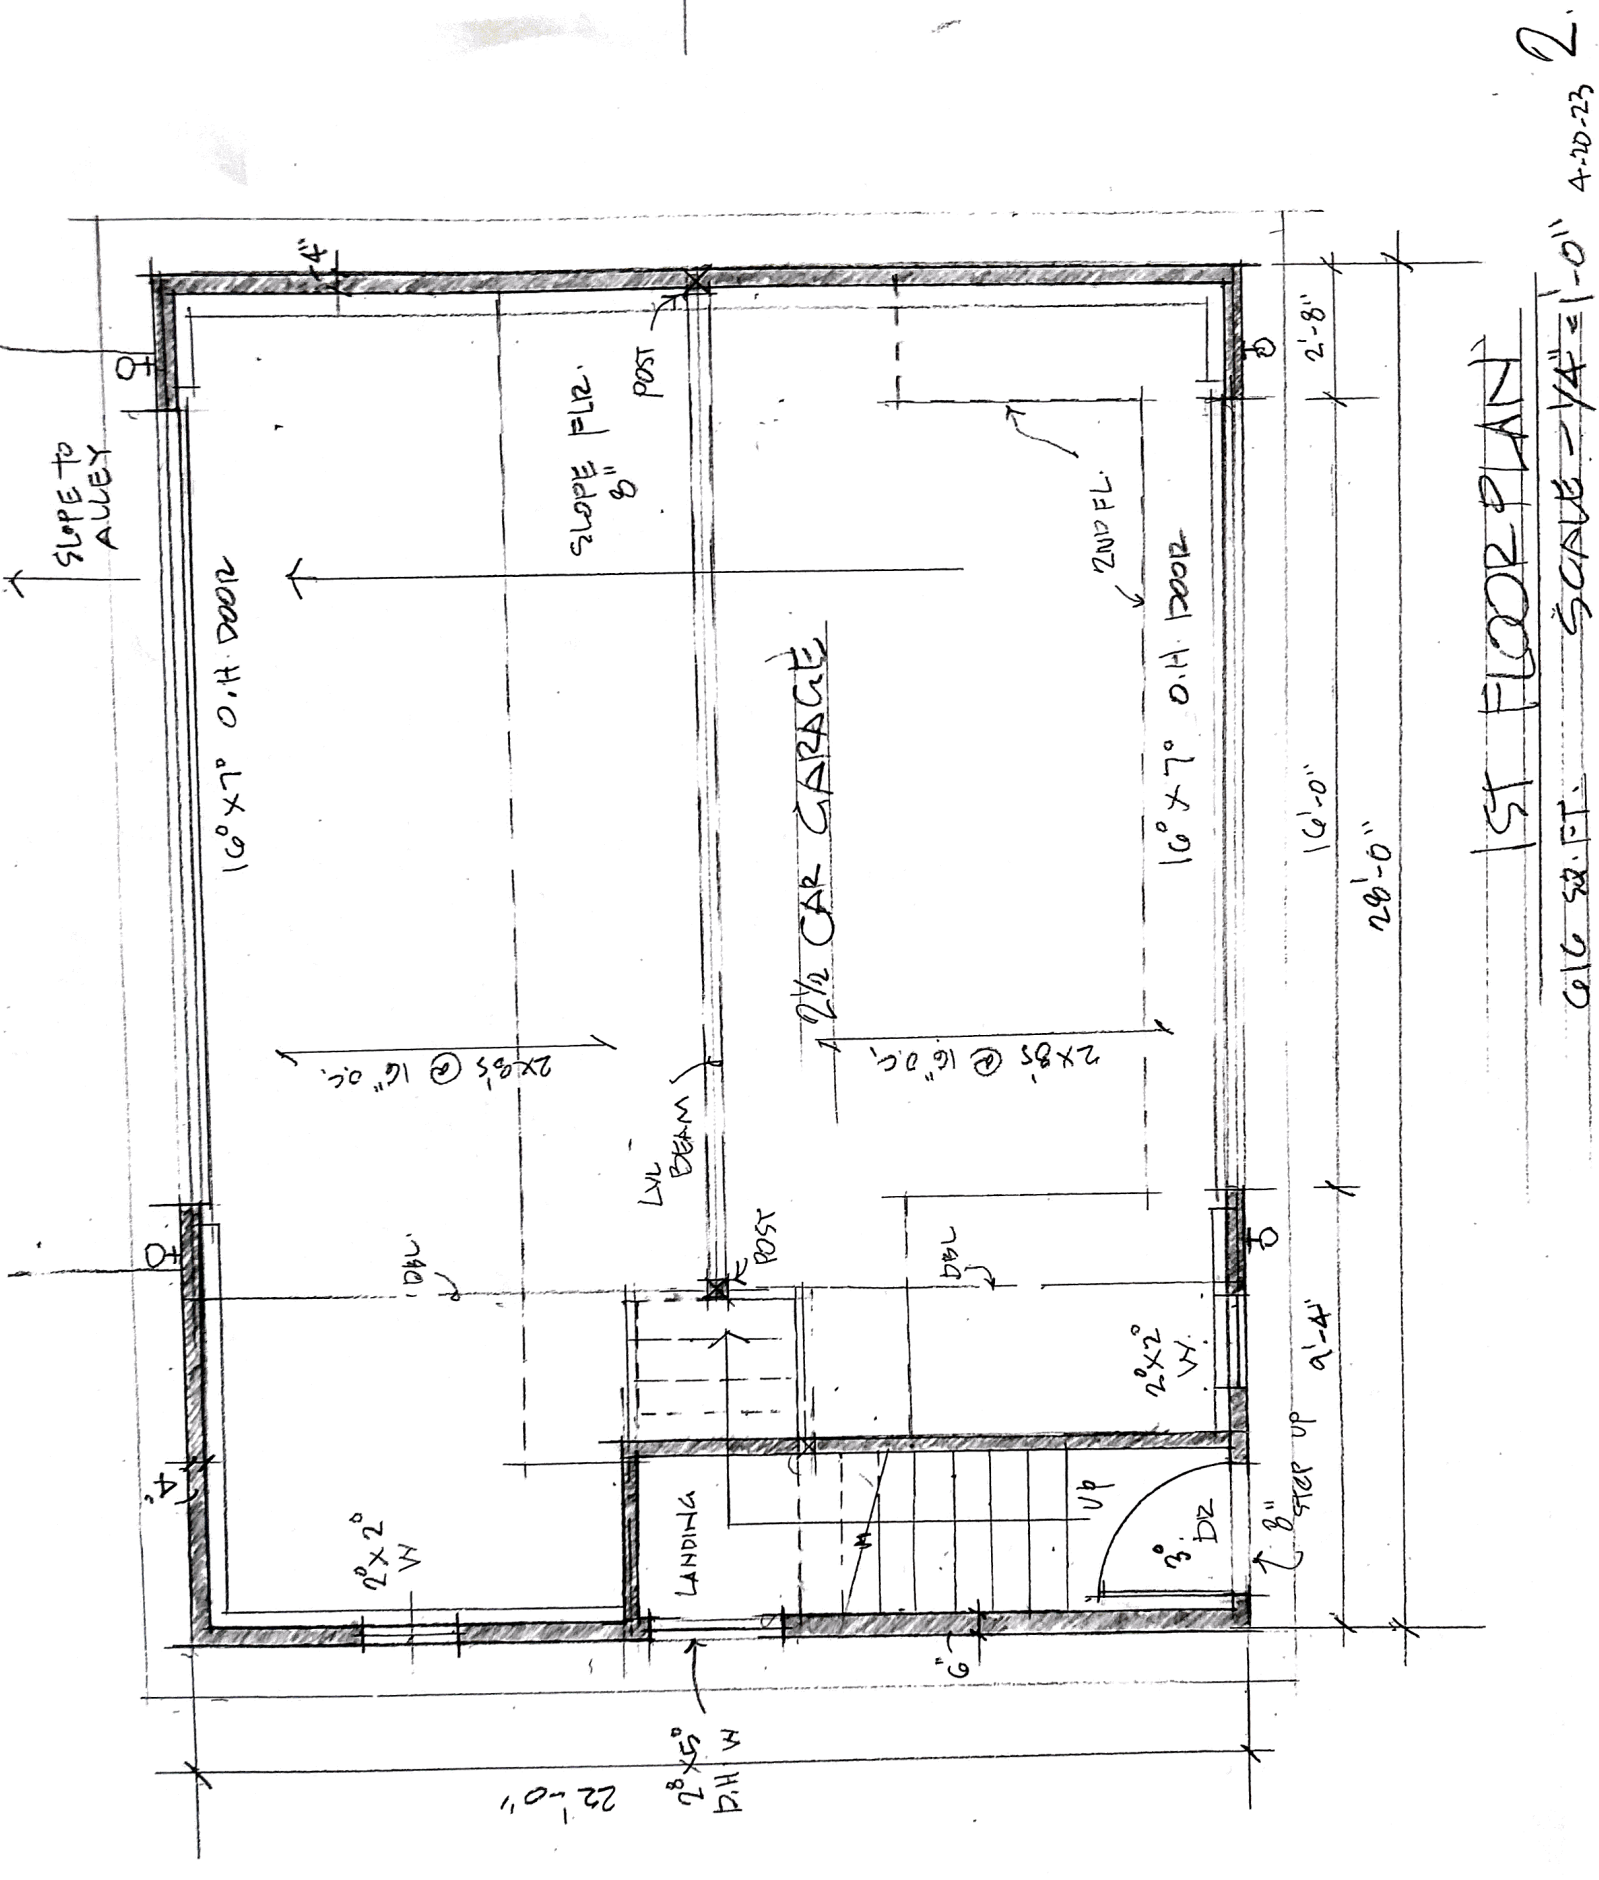 2.
4-20-23
1ST FLOOR PLAN
616 SQ. FT. SCALE - 1/4" = 1'-0"
SLOPE TO
ALLEY
16⁰ X 7⁰ O.H. DOOR
4"
SLOPE FLR.
8"
POST
2ND FL.
2 1/2 CAR GARAGE
16⁰ X 7⁰ O.H. DOOR
2'-8"
16'-0"
28'-0"
9'-4"
2X8's @ 16" O.C.
2X8's @ 16" O.C.
LVL
BEAM
POST
DBL.
DBL
2⁰X2⁰
W.
4"
2⁰X2⁰
W
LANDING
UP
3⁰
DR
8"
STEP UP
6"
2⁸X5⁰
D.H W
22'-0"